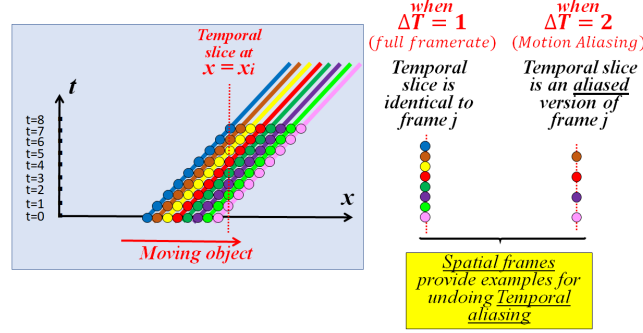 Temporal
slice at
x = xi
t
t=8
t=7
t=6
t=5
t=4
t=3
t=2
t=1
t=0
x
Moving object
when
ΔT = 1
(full framerate)
Temporal
slice is
identical to
frame j
when
ΔT = 2
(Motion Aliasing)
Temporal slice
is an aliased
version of
frame j
Spatial frames
provide examples for
undoing Temporal
aliasing